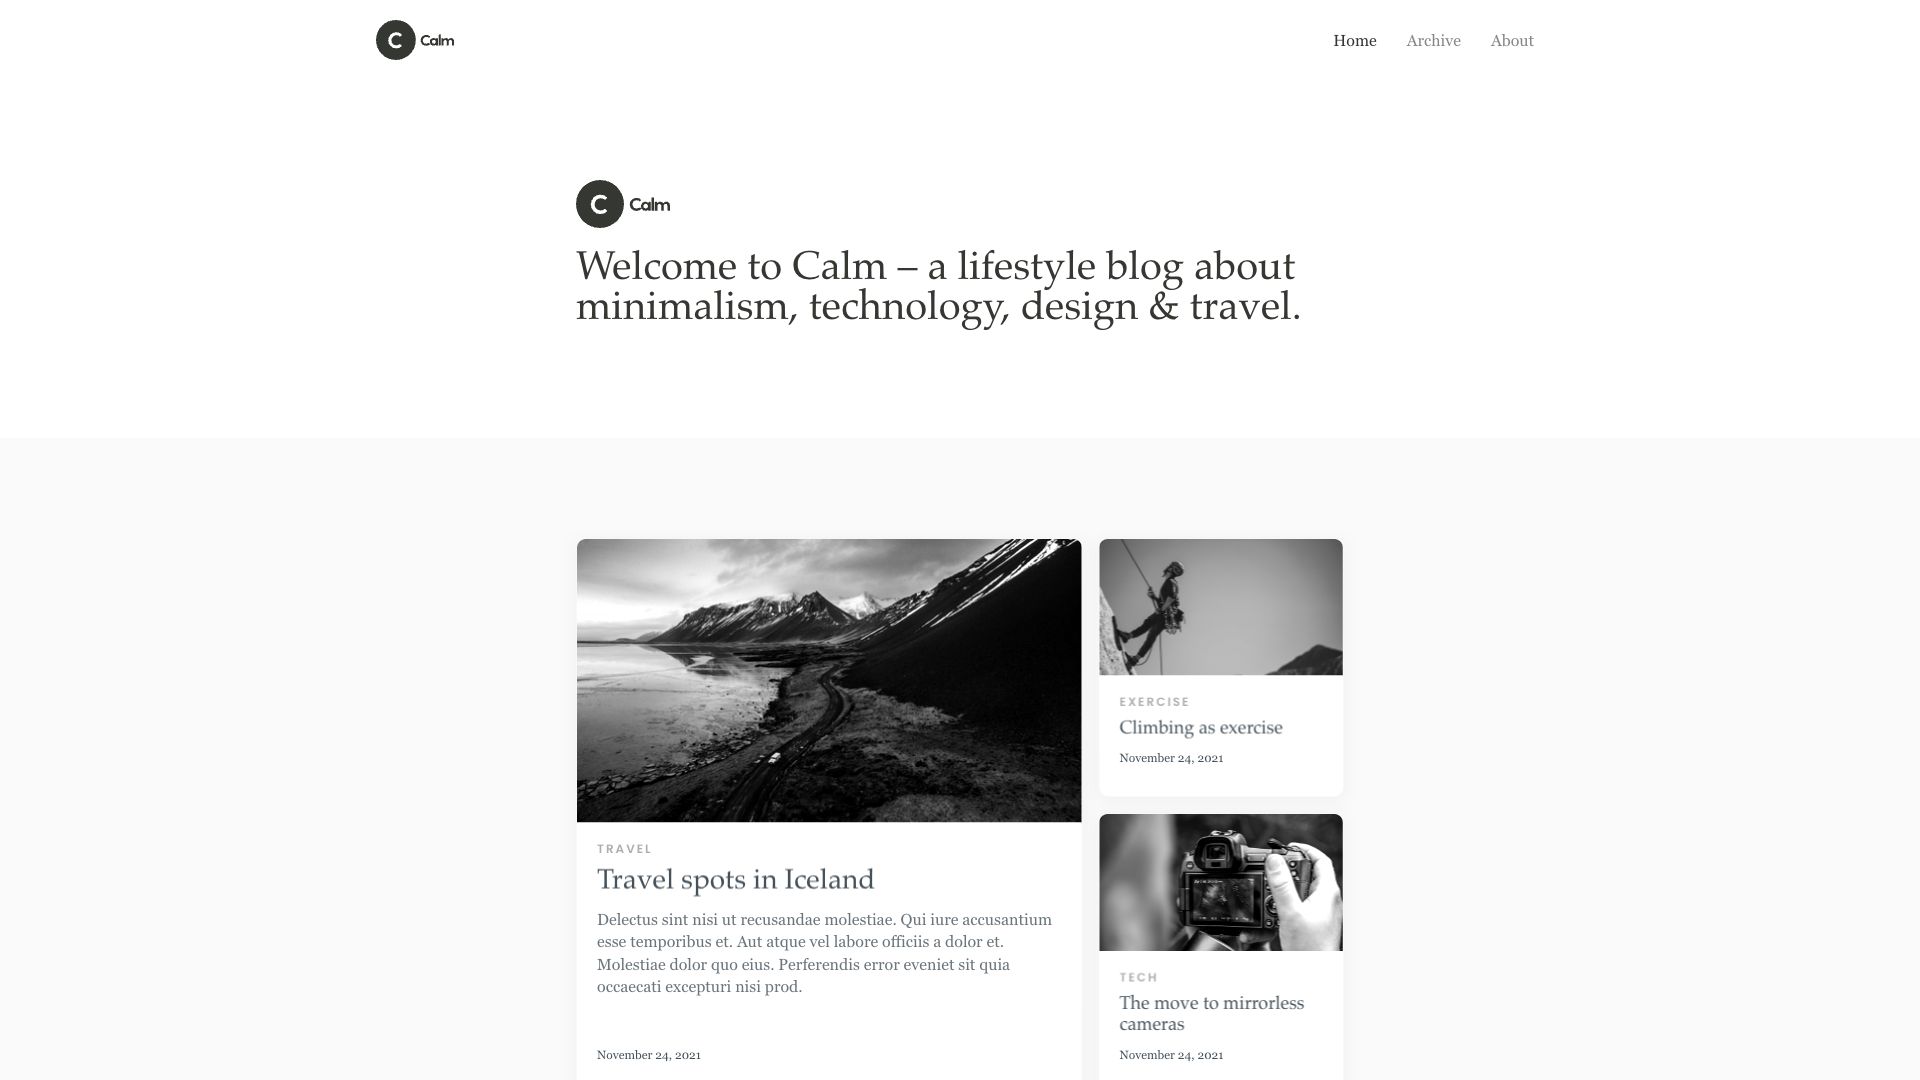 C Calm
Home Archive About
C Calm
Welcome to Calm – a lifestyle blog about
minimalism, technology, design & travel.
TRAVEL
Travel spots in Iceland
Delectus sint nisi ut recusandae molestiae. Qui iure accusantium
esse temporibus et. Aut atque vel labore officiis a dolor et.
Molestiae dolor quo eius. Perferendis error eveniet sit quia
occaecati excepturi nisi prod.
November 24, 2021
EXERCISE
Climbing as exercise
November 24, 2021
TECH
The move to mirrorless
cameras
November 24, 2021